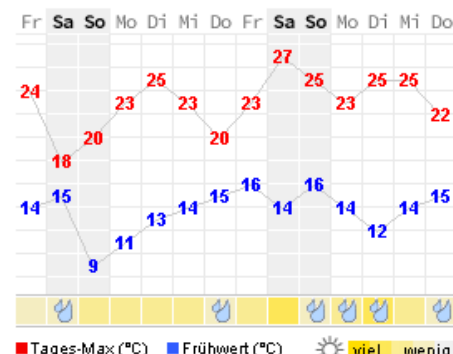 Fr Sa So Mo Di Mi Do Fr Sa So Mo Di Mi Do
24 18 20 23 25 23 20 23 27 25 23 25 25 22
14 15 9 11 13 14 15 16 14 16 14 12 14 15
Tages-Max (°C) Frühwert (°C) viel wenig